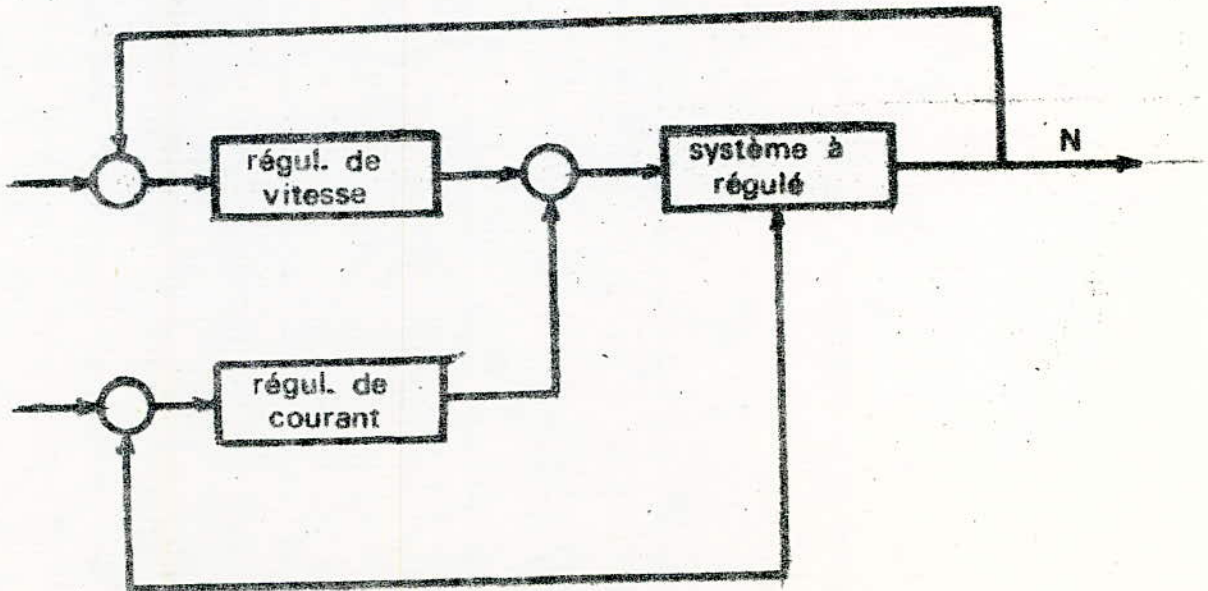 régul. de
vitesse
système à
régulé
N
régul. de
courant